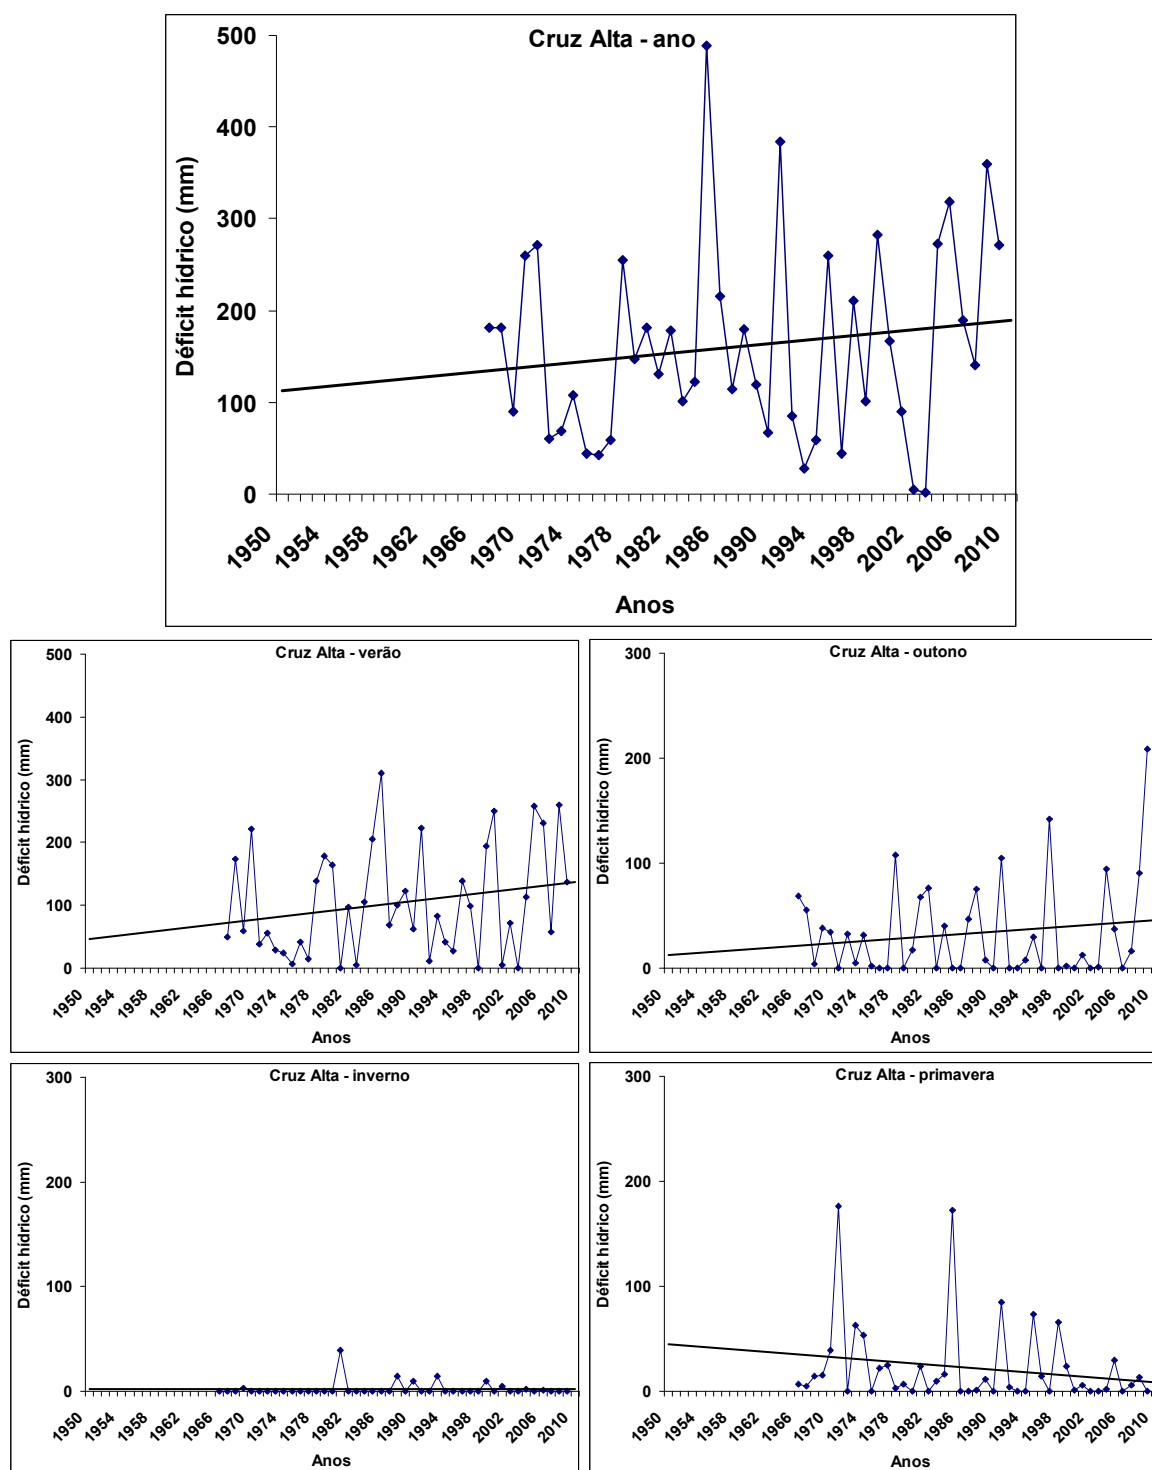 Cruz Alta - ano
Déficit hídrico (mm)
500
400
300
200
100
0
1950 1954 1958 1962 1966 1970 1974 1978 1982 1986 1990 1994 1998 2002 2006 2010
Anos
Cruz Alta - verão
Déficit hídrico (mm)
500
400
300
200
100
0
1950 1954 1958 1962 1966 1970 1974 1978 1982 1986 1990 1994 1998 2002 2006 2010
Anos
Cruz Alta - outono
Déficit hídrico (mm)
300
200
100
0
1950 1954 1958 1962 1966 1970 1974 1978 1982 1986 1990 1994 1998 2002 2006 2010
Anos
Cruz Alta - inverno
Déficit hídrico (mm)
300
200
100
0
1950 1954 1958 1962 1966 1970 1974 1978 1982 1986 1990 1994 1998 2002 2006 2010
Anos
Cruz Alta - primavera
Déficit hídrico (mm)
300
200
100
0
1950 1954 1958 1962 1966 1970 1974 1978 1982 1986 1990 1994 1998 2002 2006 2010
Anos